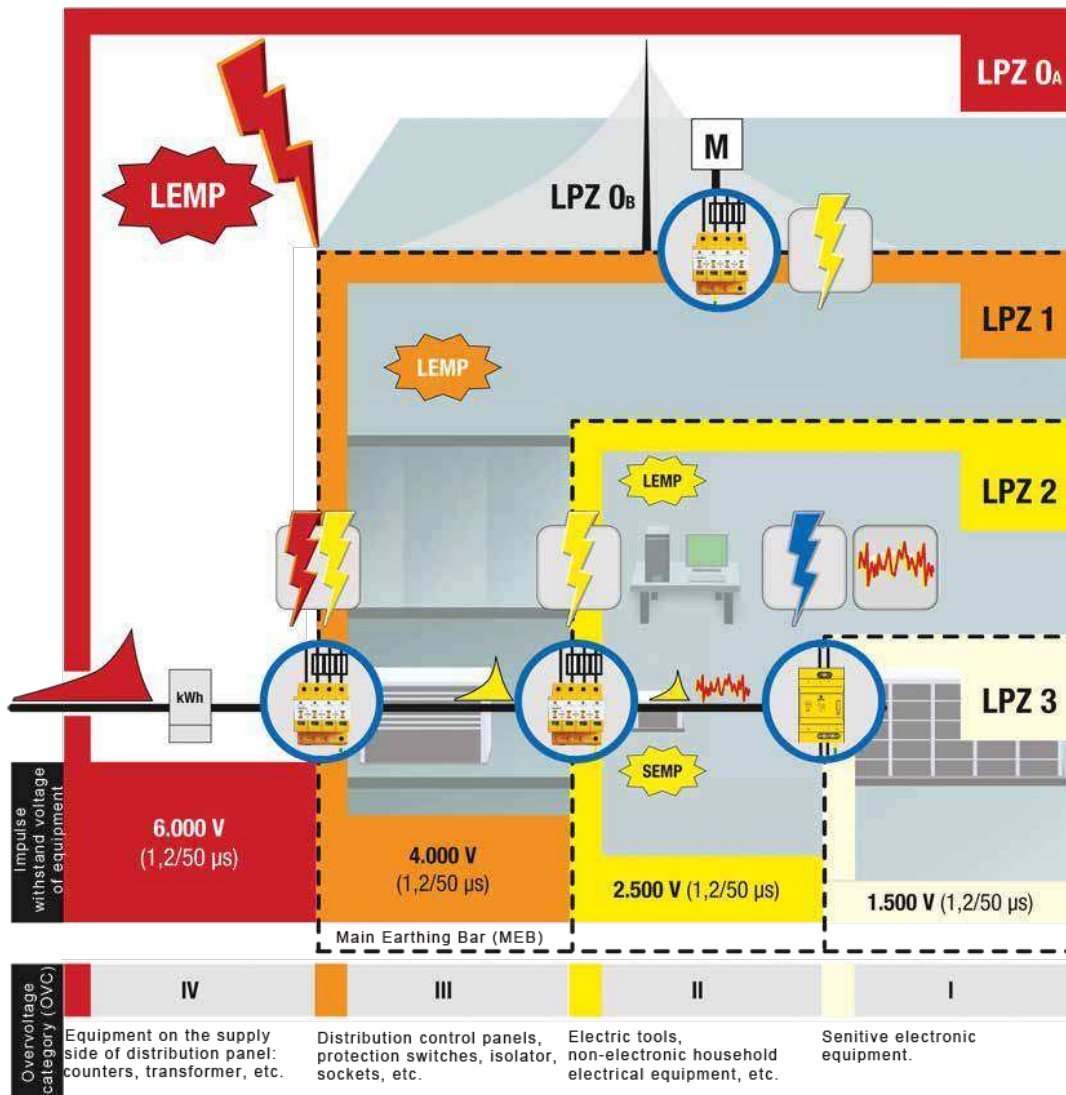 LPZ 0A
LEMP
M
LPZ 0B
LPZ 1
LEMP
LPZ 2
LEMP
kWh
LPZ 3
SEMP
Impulse
withstand voltage
of equipment
6.000 V
(1,2/50 µs)
4.000 V
(1,2/50 µs)
2.500 V (1,2/50 µs)
1.500 V (1,2/50 µs)
Main Earthing Bar (MEB)
Overvoltage
category (OVC)
IV
III
II
I
Equipment on the supply
side of distribution panel:
counters, transformer, etc.
Distribution control panels,
protection switches, isolator,
sockets, etc.
Electric tools,
non-electronic household
electrical equipment, etc.
Senitive electronic
equipment.